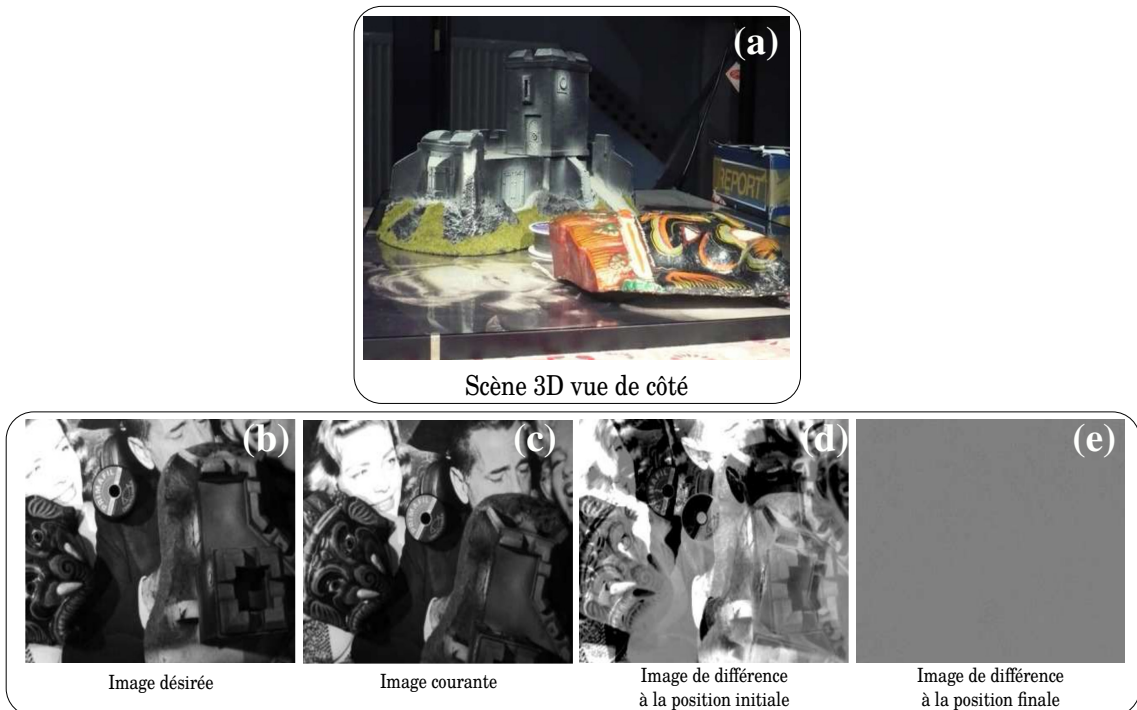 (a)
REPORT
Scène 3D vue de côté
(b)
(c)
(d)
(e)
Image désirée
Image courante
Image de différence
à la position initiale
Image de différence
à la position finale